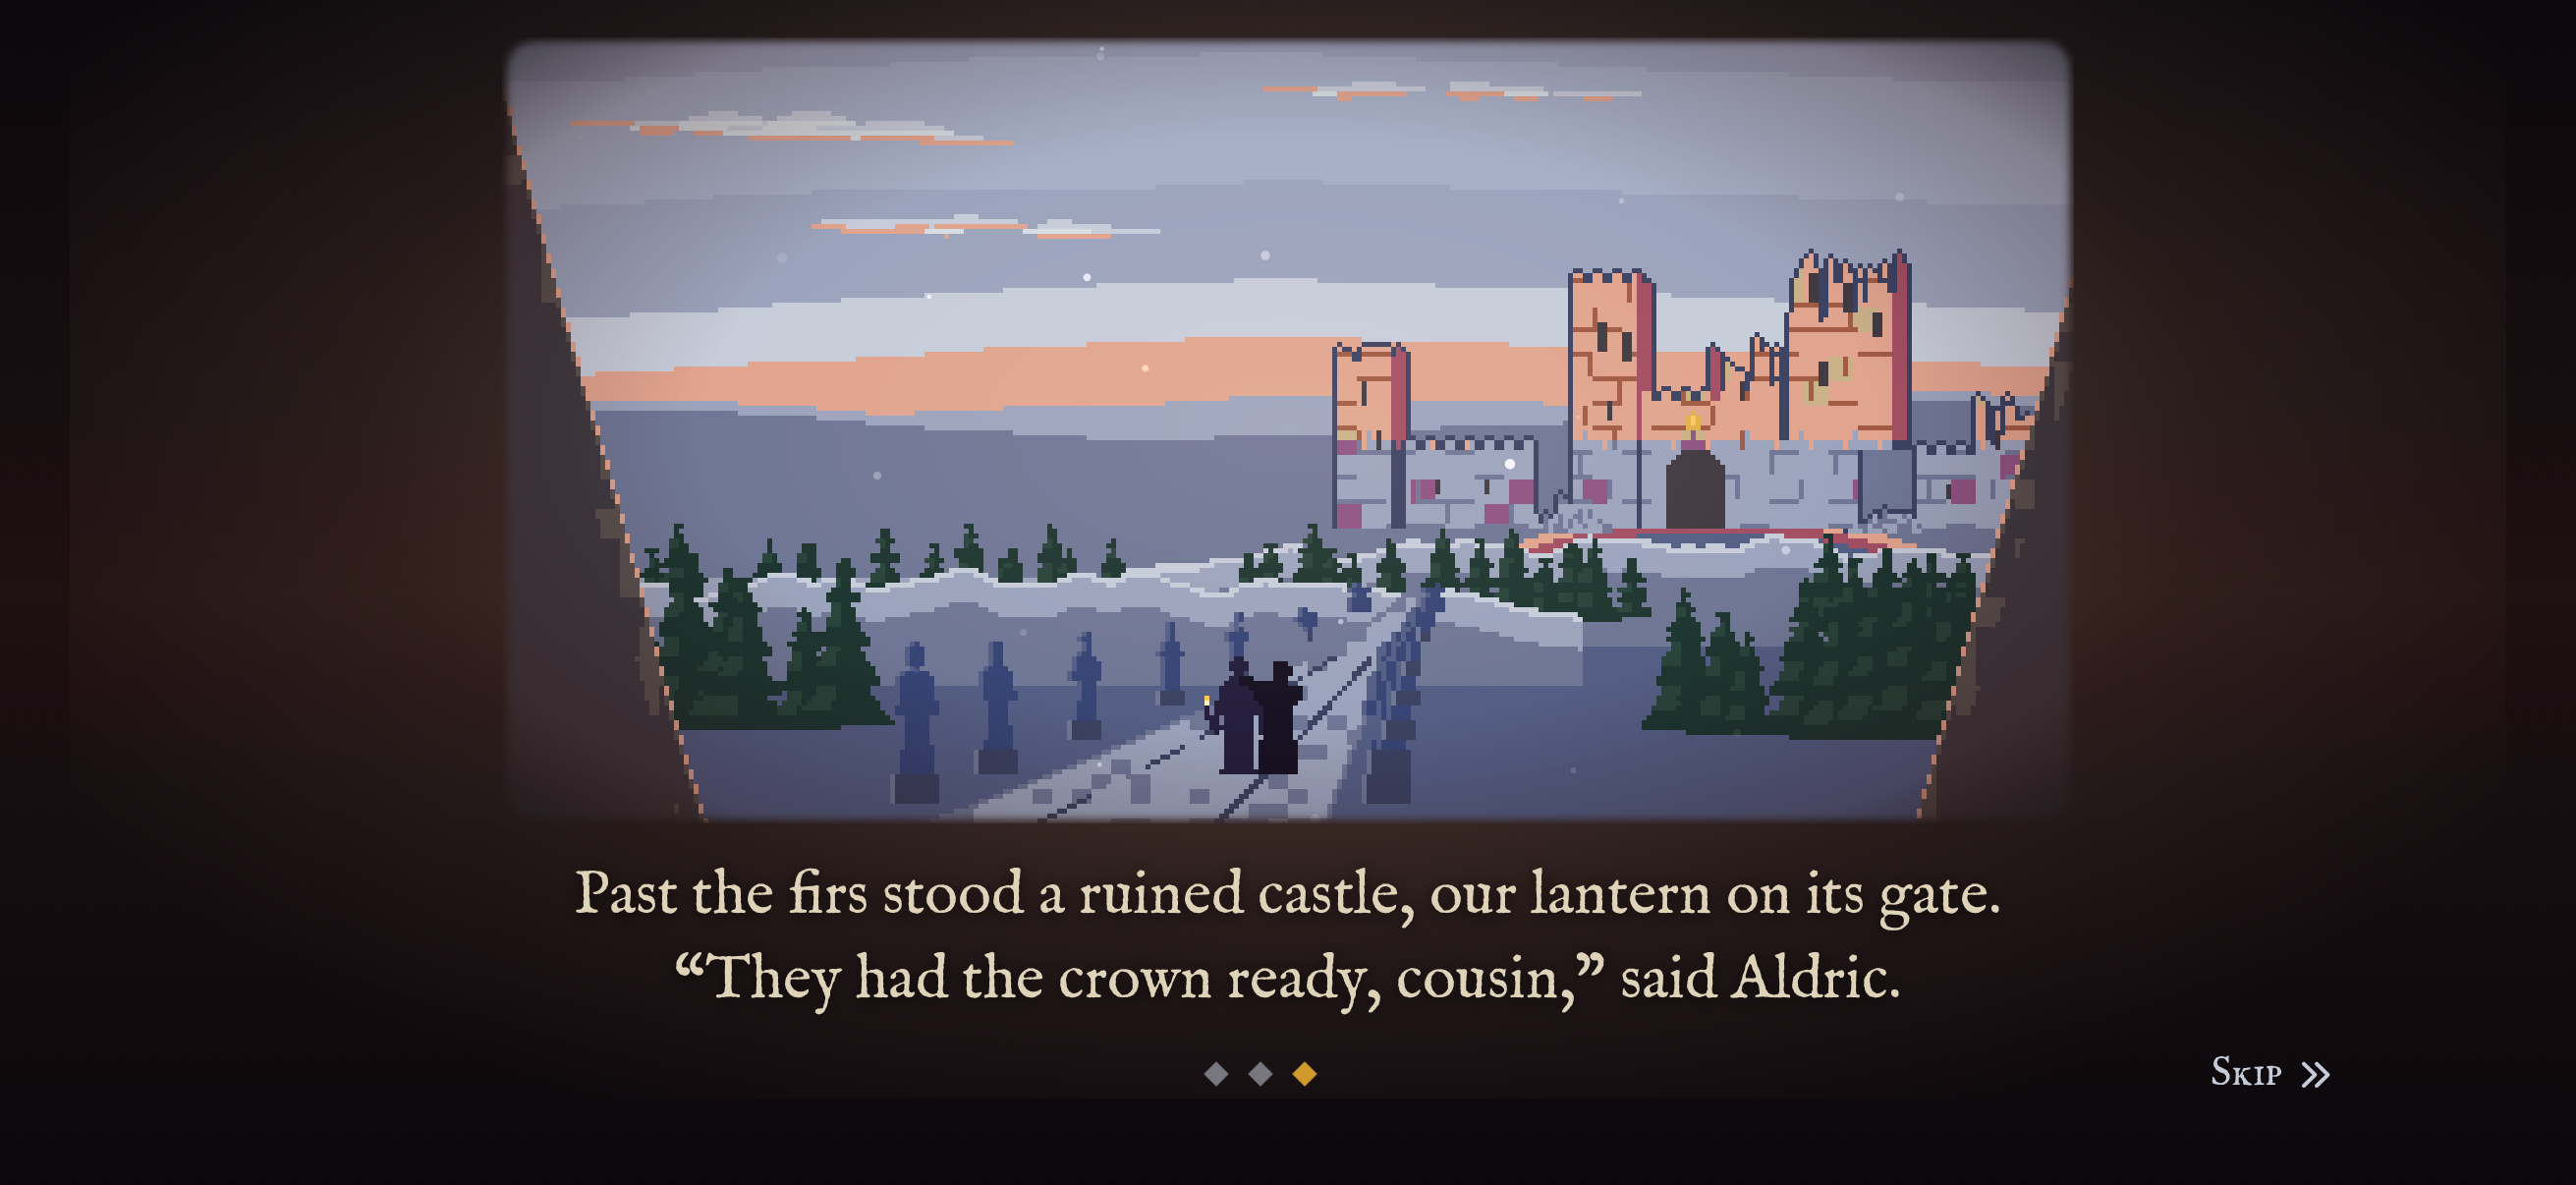 Past the firs stood a ruined castle, our lantern on its gate.
“They had the crown ready, cousin,” said Aldric.
Skip